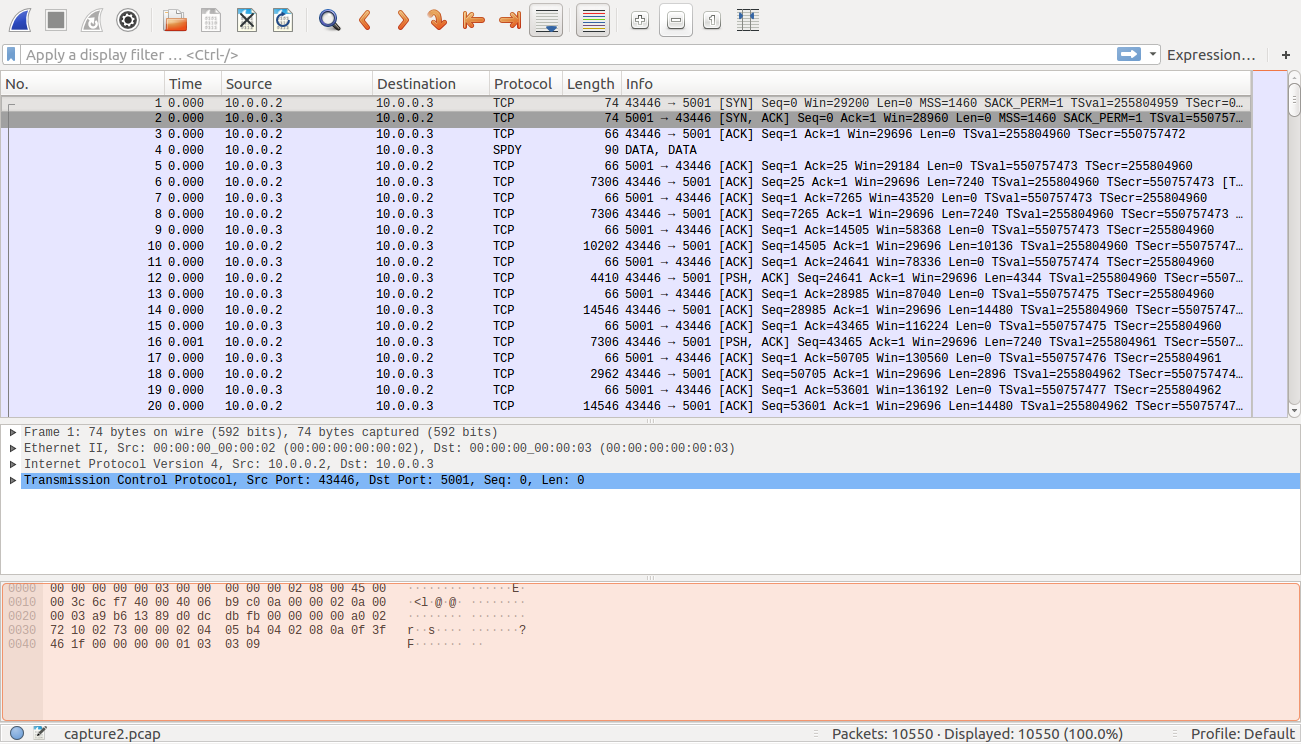 Apply a display filter ... <Ctrl-/> Expression… +
No. Time Source Destination Protocol Length Info
1 0.000 10.0.0.2 10.0.0.3 TCP 74 43446 → 5001 [SYN] Seq=0 Win=29200 Len=0 MSS=1460 SACK_PERM=1 TSval=255804959 TSecr=0…
2 0.000 10.0.0.3 10.0.0.2 TCP 74 5001 → 43446 [SYN, ACK] Seq=0 Ack=1 Win=28960 Len=0 MSS=1460 SACK_PERM=1 TSval=550757…
3 0.000 10.0.0.2 10.0.0.3 TCP 66 43446 → 5001 [ACK] Seq=1 Ack=1 Win=29696 Len=0 TSval=255804960 TSecr=550757472
4 0.000 10.0.0.2 10.0.0.3 SPDY 90 DATA, DATA
5 0.000 10.0.0.3 10.0.0.2 TCP 66 5001 → 43446 [ACK] Seq=1 Ack=25 Win=29184 Len=0 TSval=550757473 TSecr=255804960
6 0.000 10.0.0.2 10.0.0.3 TCP 7306 43446 → 5001 [ACK] Seq=25 Ack=1 Win=29696 Len=7240 TSval=255804960 TSecr=550757473 [T…
7 0.000 10.0.0.3 10.0.0.2 TCP 66 5001 → 43446 [ACK] Seq=1 Ack=7265 Win=43520 Len=0 TSval=550757473 TSecr=255804960
8 0.000 10.0.0.2 10.0.0.3 TCP 7306 43446 → 5001 [ACK] Seq=7265 Ack=1 Win=29696 Len=7240 TSval=255804960 TSecr=550757473 …
9 0.000 10.0.0.3 10.0.0.2 TCP 66 5001 → 43446 [ACK] Seq=1 Ack=14505 Win=58368 Len=0 TSval=550757473 TSecr=255804960
10 0.000 10.0.0.2 10.0.0.3 TCP 10202 43446 → 5001 [ACK] Seq=14505 Ack=1 Win=29696 Len=10136 TSval=255804960 TSecr=55075747…
11 0.000 10.0.0.3 10.0.0.2 TCP 66 5001 → 43446 [ACK] Seq=1 Ack=24641 Win=78336 Len=0 TSval=550757474 TSecr=255804960
12 0.000 10.0.0.2 10.0.0.3 TCP 4410 43446 → 5001 [PSH, ACK] Seq=24641 Ack=1 Win=29696 Len=4344 TSval=255804960 TSecr=5507…
13 0.000 10.0.0.3 10.0.0.2 TCP 66 5001 → 43446 [ACK] Seq=1 Ack=28985 Win=87040 Len=0 TSval=550757475 TSecr=255804960
14 0.000 10.0.0.2 10.0.0.3 TCP 14546 43446 → 5001 [ACK] Seq=28985 Ack=1 Win=29696 Len=14480 TSval=255804960 TSecr=55075747…
15 0.000 10.0.0.3 10.0.0.2 TCP 66 5001 → 43446 [ACK] Seq=1 Ack=43465 Win=116224 Len=0 TSval=550757475 TSecr=255804960
16 0.001 10.0.0.2 10.0.0.3 TCP 7306 43446 → 5001 [PSH, ACK] Seq=43465 Ack=1 Win=29696 Len=7240 TSval=255804961 TSecr=5507…
17 0.000 10.0.0.3 10.0.0.2 TCP 66 5001 → 43446 [ACK] Seq=1 Ack=50705 Win=130560 Len=0 TSval=550757476 TSecr=255804961
18 0.000 10.0.0.2 10.0.0.3 TCP 2962 43446 → 5001 [ACK] Seq=50705 Ack=1 Win=29696 Len=2896 TSval=255804962 TSecr=550757474…
19 0.000 10.0.0.3 10.0.0.2 TCP 66 5001 → 43446 [ACK] Seq=1 Ack=53601 Win=136192 Len=0 TSval=550757477 TSecr=255804962
20 0.000 10.0.0.2 10.0.0.3 TCP 14546 43446 → 5001 [ACK] Seq=53601 Ack=1 Win=29696 Len=14480 TSval=255804962 TSecr=55075747…
Frame 1: 74 bytes on wire (592 bits), 74 bytes captured (592 bits)
Ethernet II, Src: 00:00:00_00:00:02 (00:00:00:00:00:02), Dst: 00:00:00_00:00:03 (00:00:00:00:00:03)
Internet Protocol Version 4, Src: 10.0.0.2, Dst: 10.0.0.3
Transmission Control Protocol, Src Port: 43446, Dst Port: 5001, Seq: 0, Len: 0
0000 00 00 00 00 00 03 00 00 00 00 00 02 08 00 45 00 ········ ······E·
0010 00 3c 6c f7 40 00 40 06 b9 c0 0a 00 00 02 0a 00 ·<l·@·@· ········
0020 00 03 a9 b6 13 89 d0 dc db fb 00 00 00 00 a0 02 ········ ········
0030 72 10 02 73 00 00 02 04 05 b4 04 02 08 0a 0f 3f r··s···· ·······?
0040 46 1f 00 00 00 00 01 03 03 09 F······· ··
capture2.pcap Packets: 10550 · Displayed: 10550 (100.0%) Profile: Default